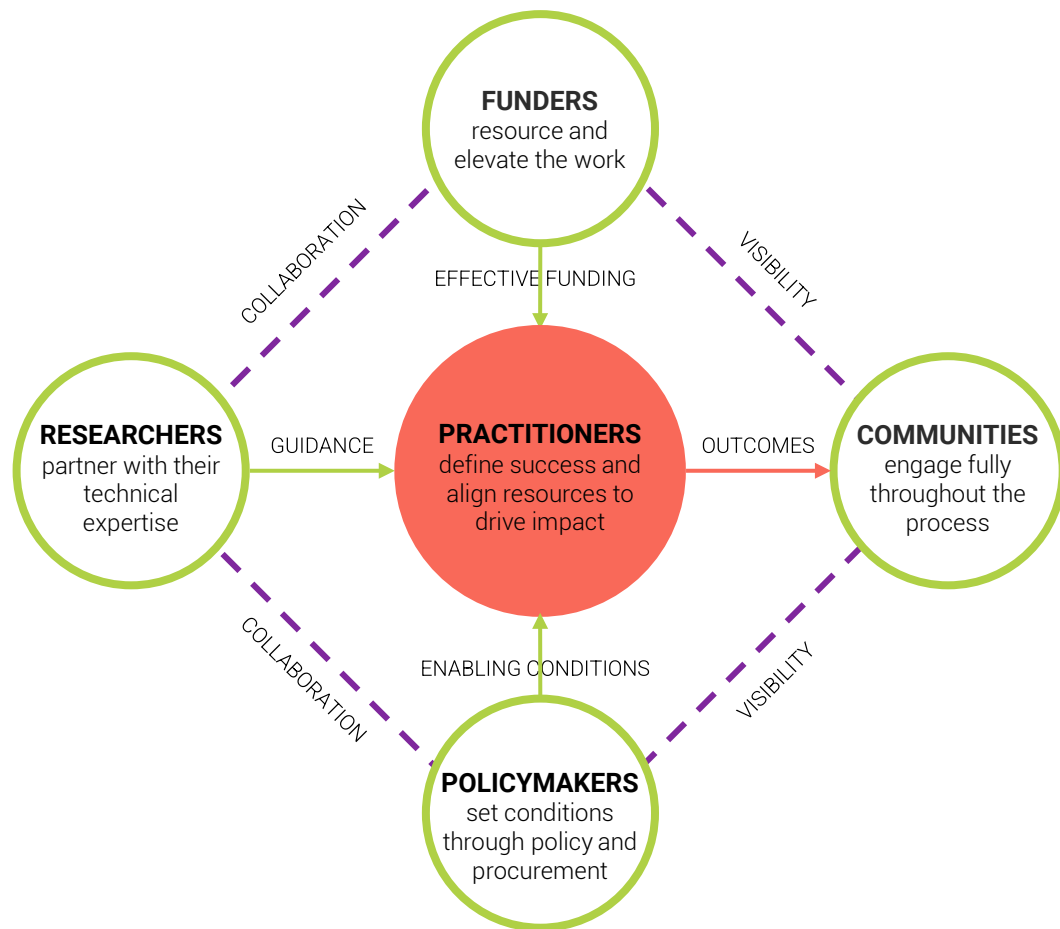 FUNDERS
resource and
elevate the work
COLLABORATION
VISIBILITY
EFFECTIVE FUNDING
RESEARCHERS
partner with their
technical
expertise
GUIDANCE
PRACTITIONERS
define success and
align resources to
drive impact
OUTCOMES
COMMUNITIES
engage fully
throughout the
process
COLLABORATION
ENABLING CONDITIONS
VISIBILITY
POLICYMAKERS
set conditions
through policy and
procurement